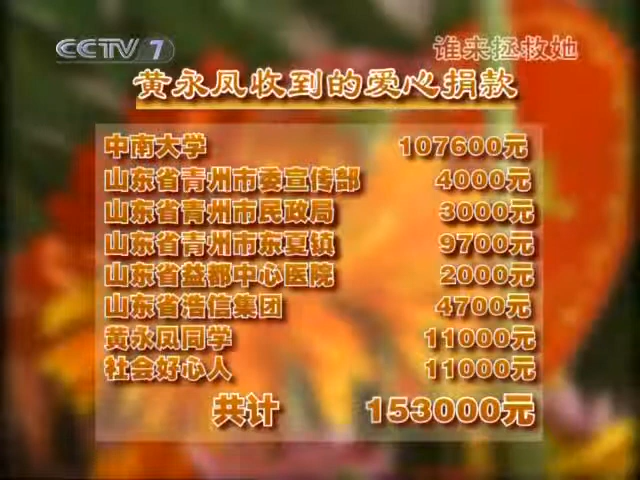 CCTV 7
谁来拯救她
黄永凤收到的爱心捐款
中南大学 107600元
山东省青州市委宣传部 4000元
山东省青州市民政局 3000元
山东省青州市东夏镇 9700元
山东省益都中心医院 2000元
山东省浩信集团 4700元
黄永凤同学 11000元
社会好心人 11000元
共计 153000元